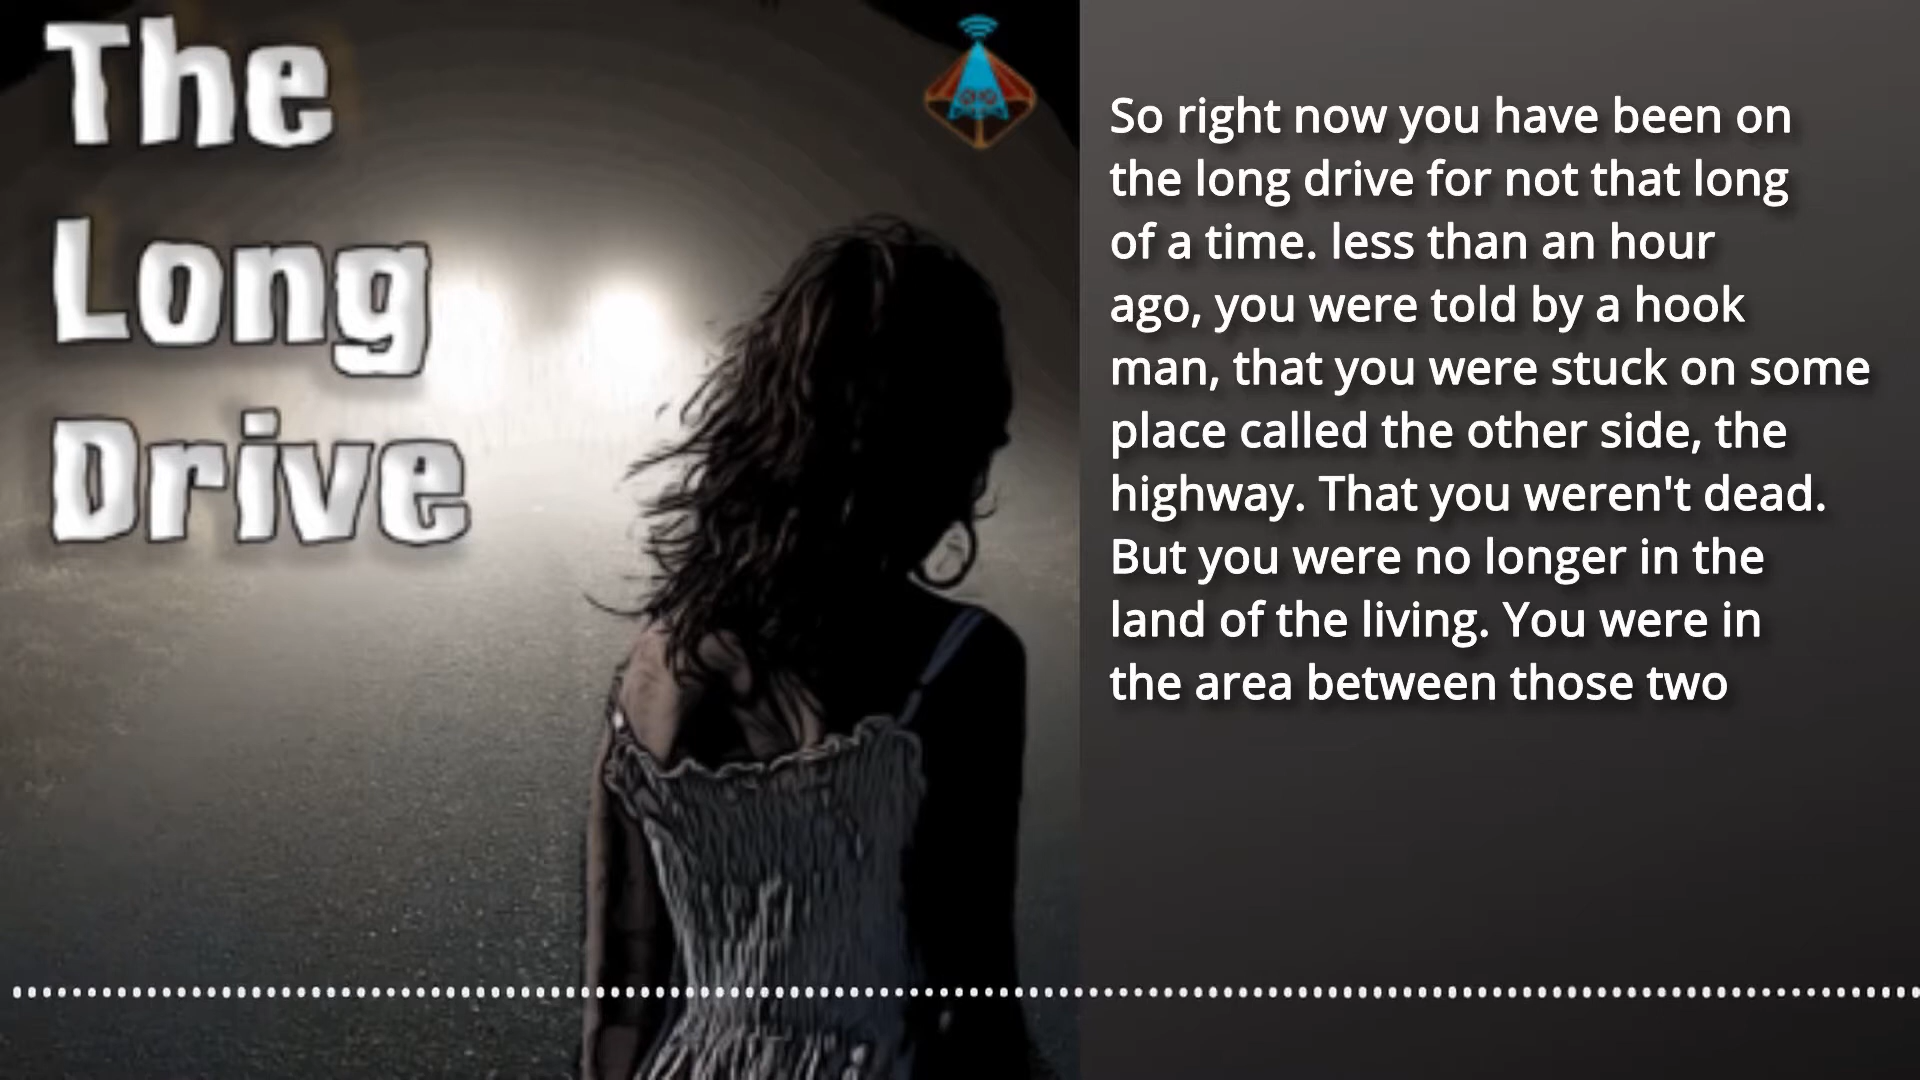 The
Long
Drive
So right now you have been on
the long drive for not that long
of a time. less than an hour
ago, you were told by a hook
man, that you were stuck on some
place called the other side, the
highway. That you weren't dead.
But you were no longer in the
land of the living. You were in
the area between those two